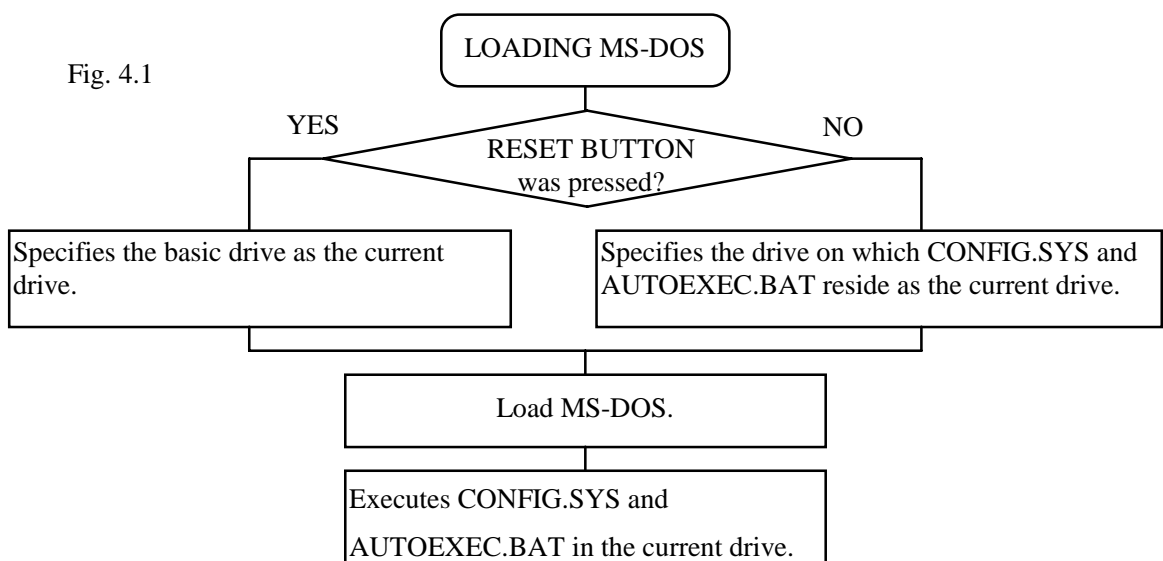 LOADING MS-DOS
Fig. 4.1
YES
NO
RESET BUTTON
was pressed?
Specifies the basic drive as the current
drive.
Specifies the drive on which CONFIG.SYS and
AUTOEXEC.BAT reside as the current drive.
Load MS-DOS.
Executes CONFIG.SYS and
AUTOEXEC.BAT in the current drive.